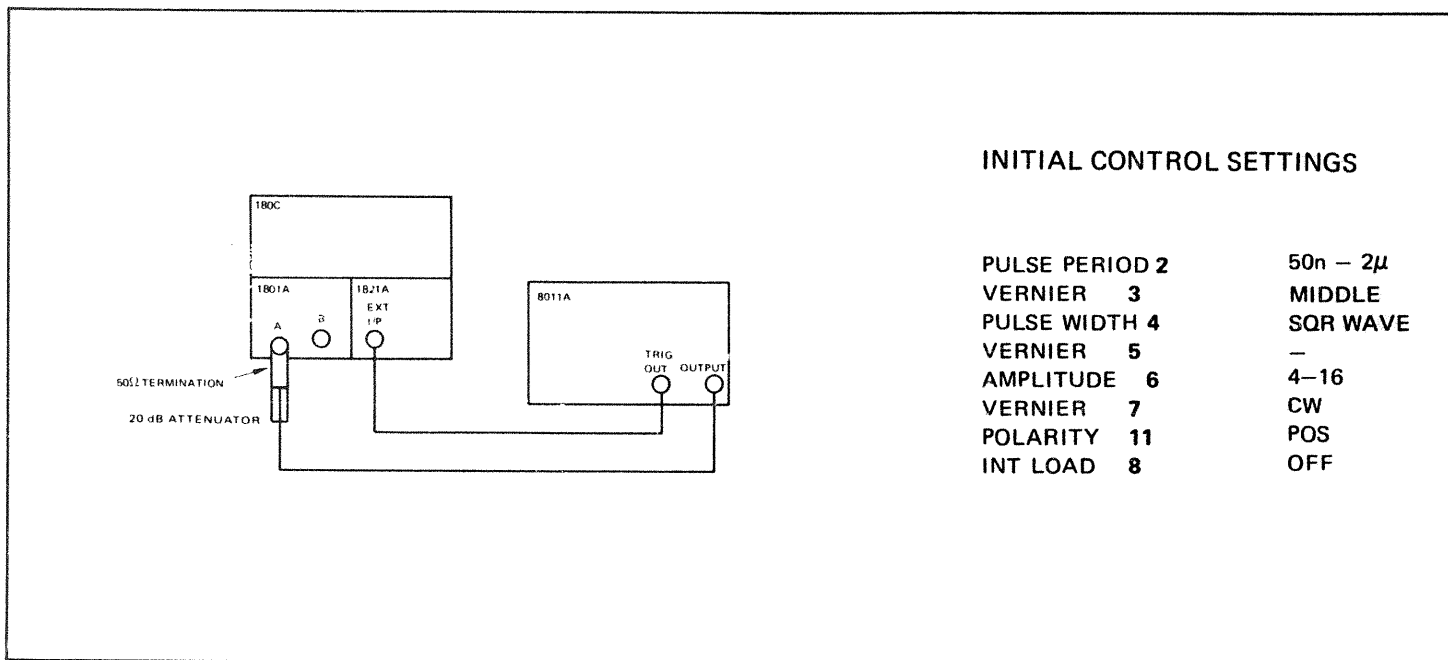 INITIAL CONTROL SETTINGS
180C
1801A
1821A
EXT
I/P
A
B
8011A
TRIG
OUT
OUTPUT
50Ω TERMINATION
20 dB ATTENUATOR
PULSE PERIOD 2 50n – 2μ
VERNIER 3 MIDDLE
PULSE WIDTH 4 SQR WAVE
VERNIER 5 –
AMPLITUDE 6 4–16
VERNIER 7 CW
POLARITY 11 POS
INT LOAD 8 OFF